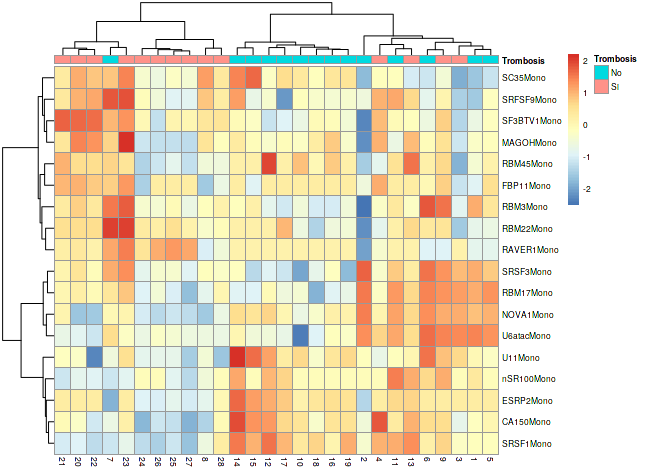 Trombosis
SC35Mono
SRFSF9Mono
SF3BTV1Mono
MAGOHMono
RBM45Mono
FBP11Mono
RBM3Mono
RBM22Mono
RAVER1Mono
SRSF3Mono
RBM17Mono
NOVA1Mono
U6atacMono
U11Mono
nSR100Mono
ESRP2Mono
CA150Mono
SRSF1Mono
21 20 22 7 23 24 26 25 27 8 28 14 15 12 17 10 18 16 19 2 4 11 13 6 9 3 1 5
2
1
0
-1
-2
Trombosis
No
SI